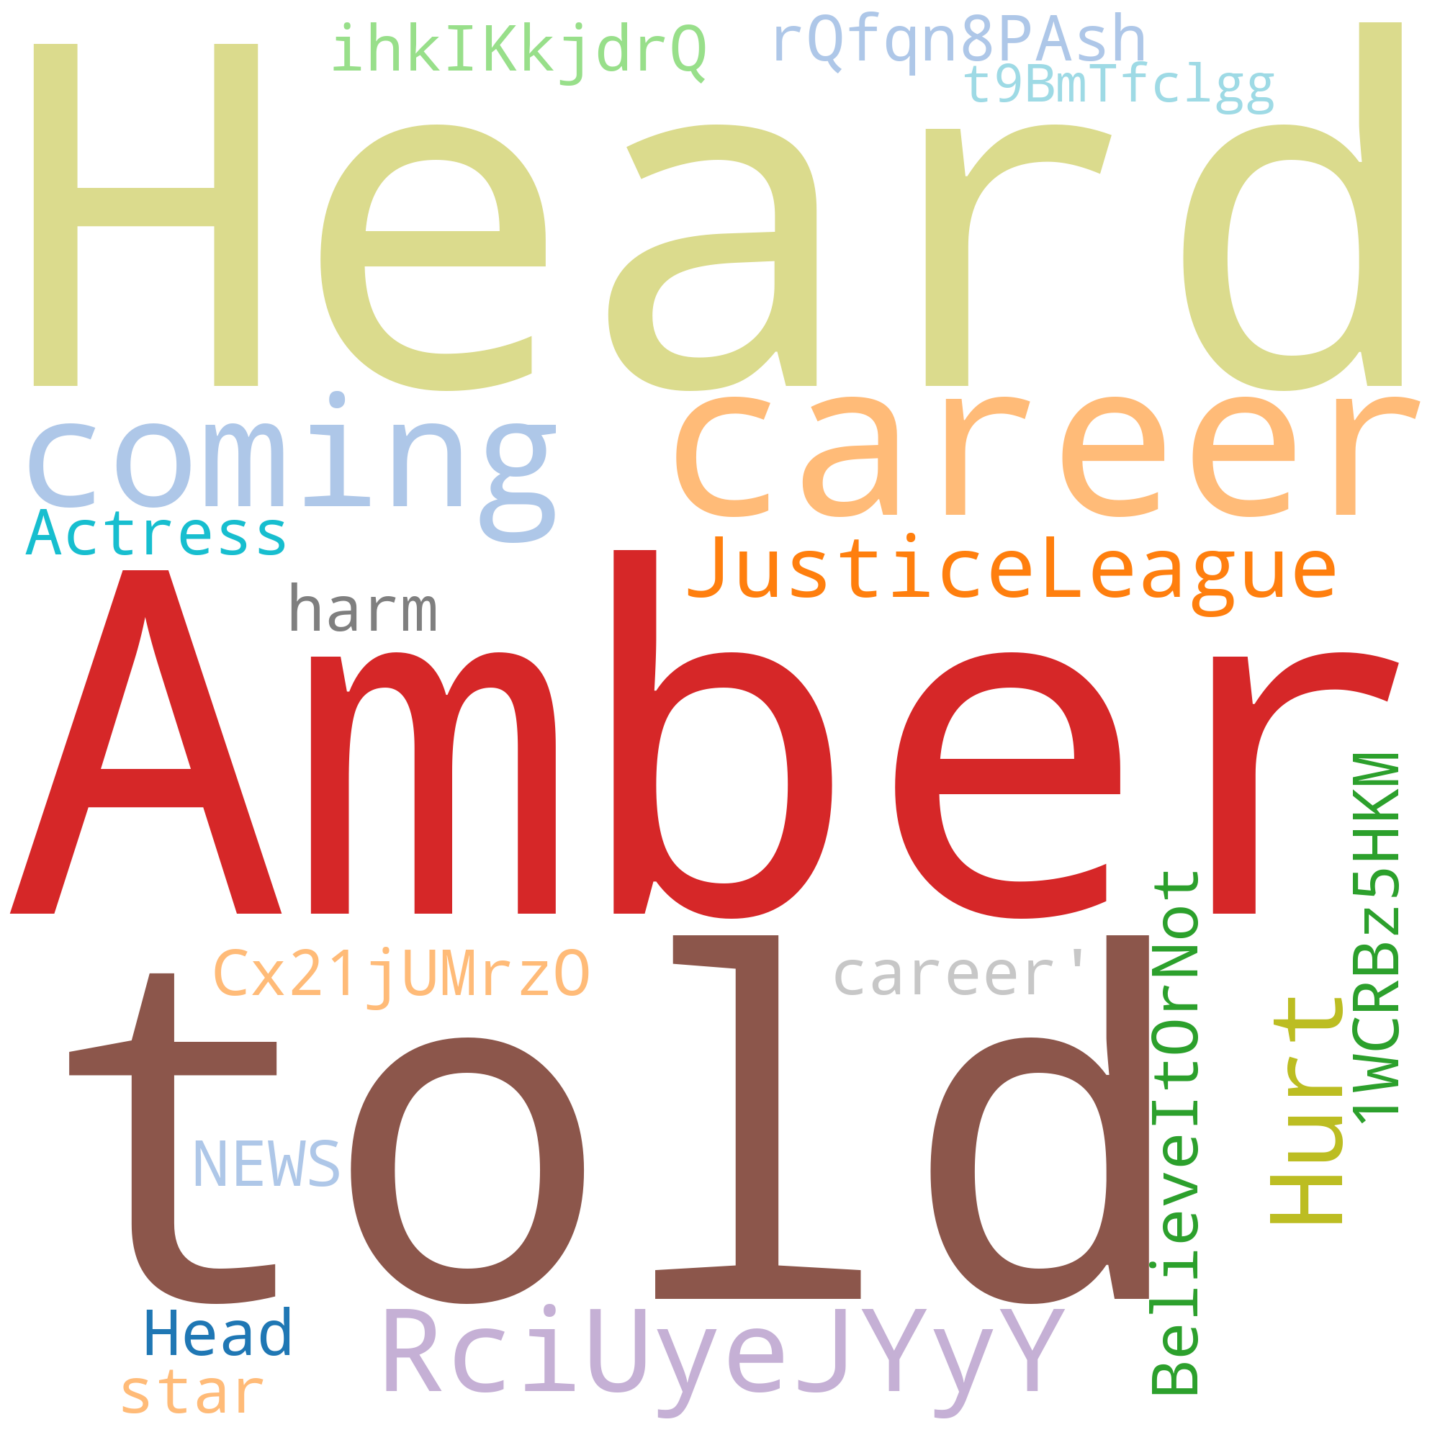 ihkIKkjdrQ
rQfqn8PAsh
t9BmTfclgg
Heard
coming
career
Actress
JusticeLeague
harm
Amber
1WCRBz5HKM
BelieveItOrNot
Cx21jUMrzO
career'
told
Hurt
NEWS
Head
RciUyeJYyY
star